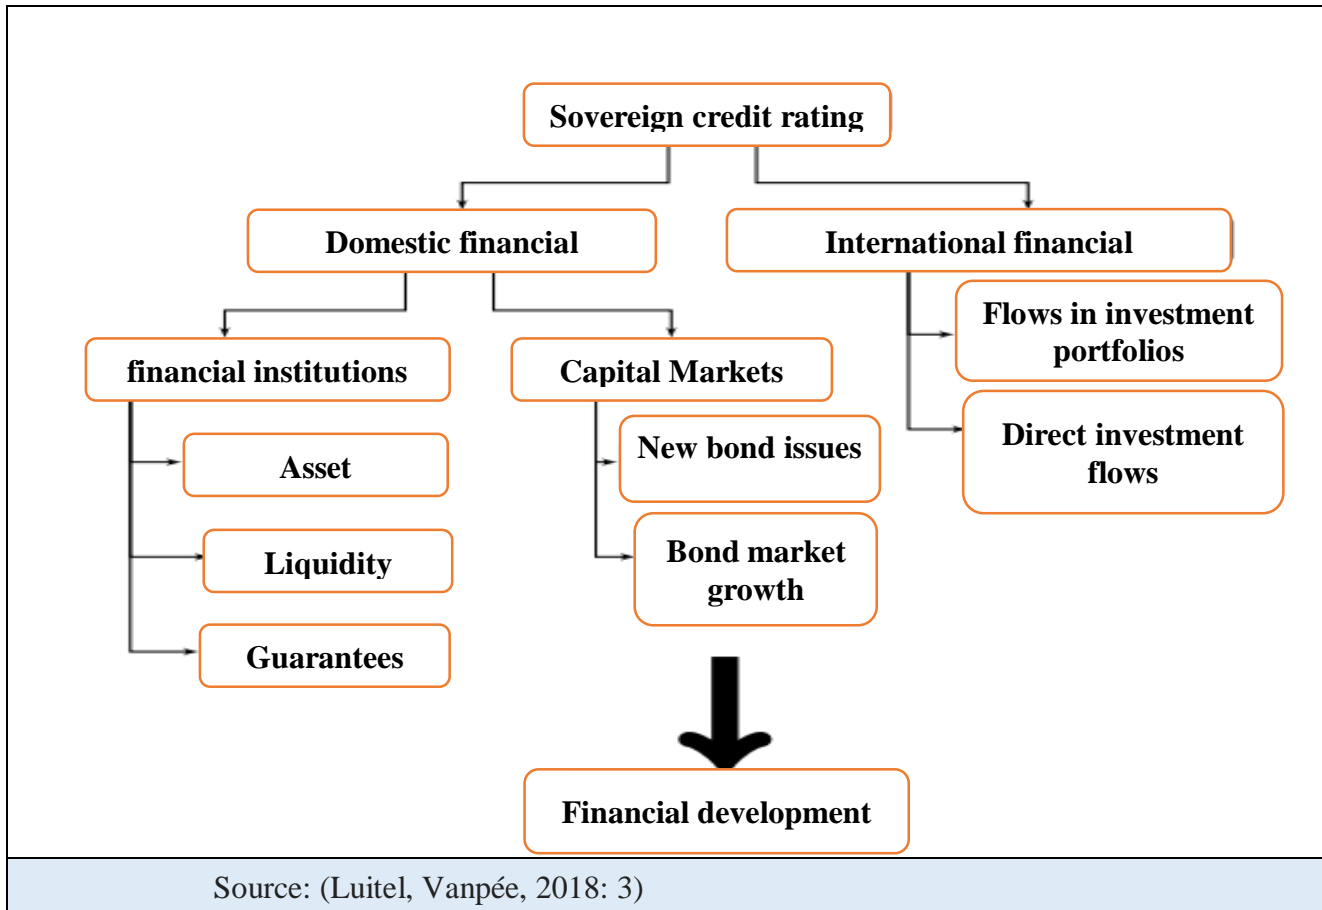 Sovereign credit rating
Domestic financial
International financial
financial institutions
Capital Markets
Flows in investment
portfolios
Direct investment
flows
Asset
Liquidity
Guarantees
New bond issues
Bond market
growth
Financial development
Source: (Luitel, Vanpée, 2018: 3)